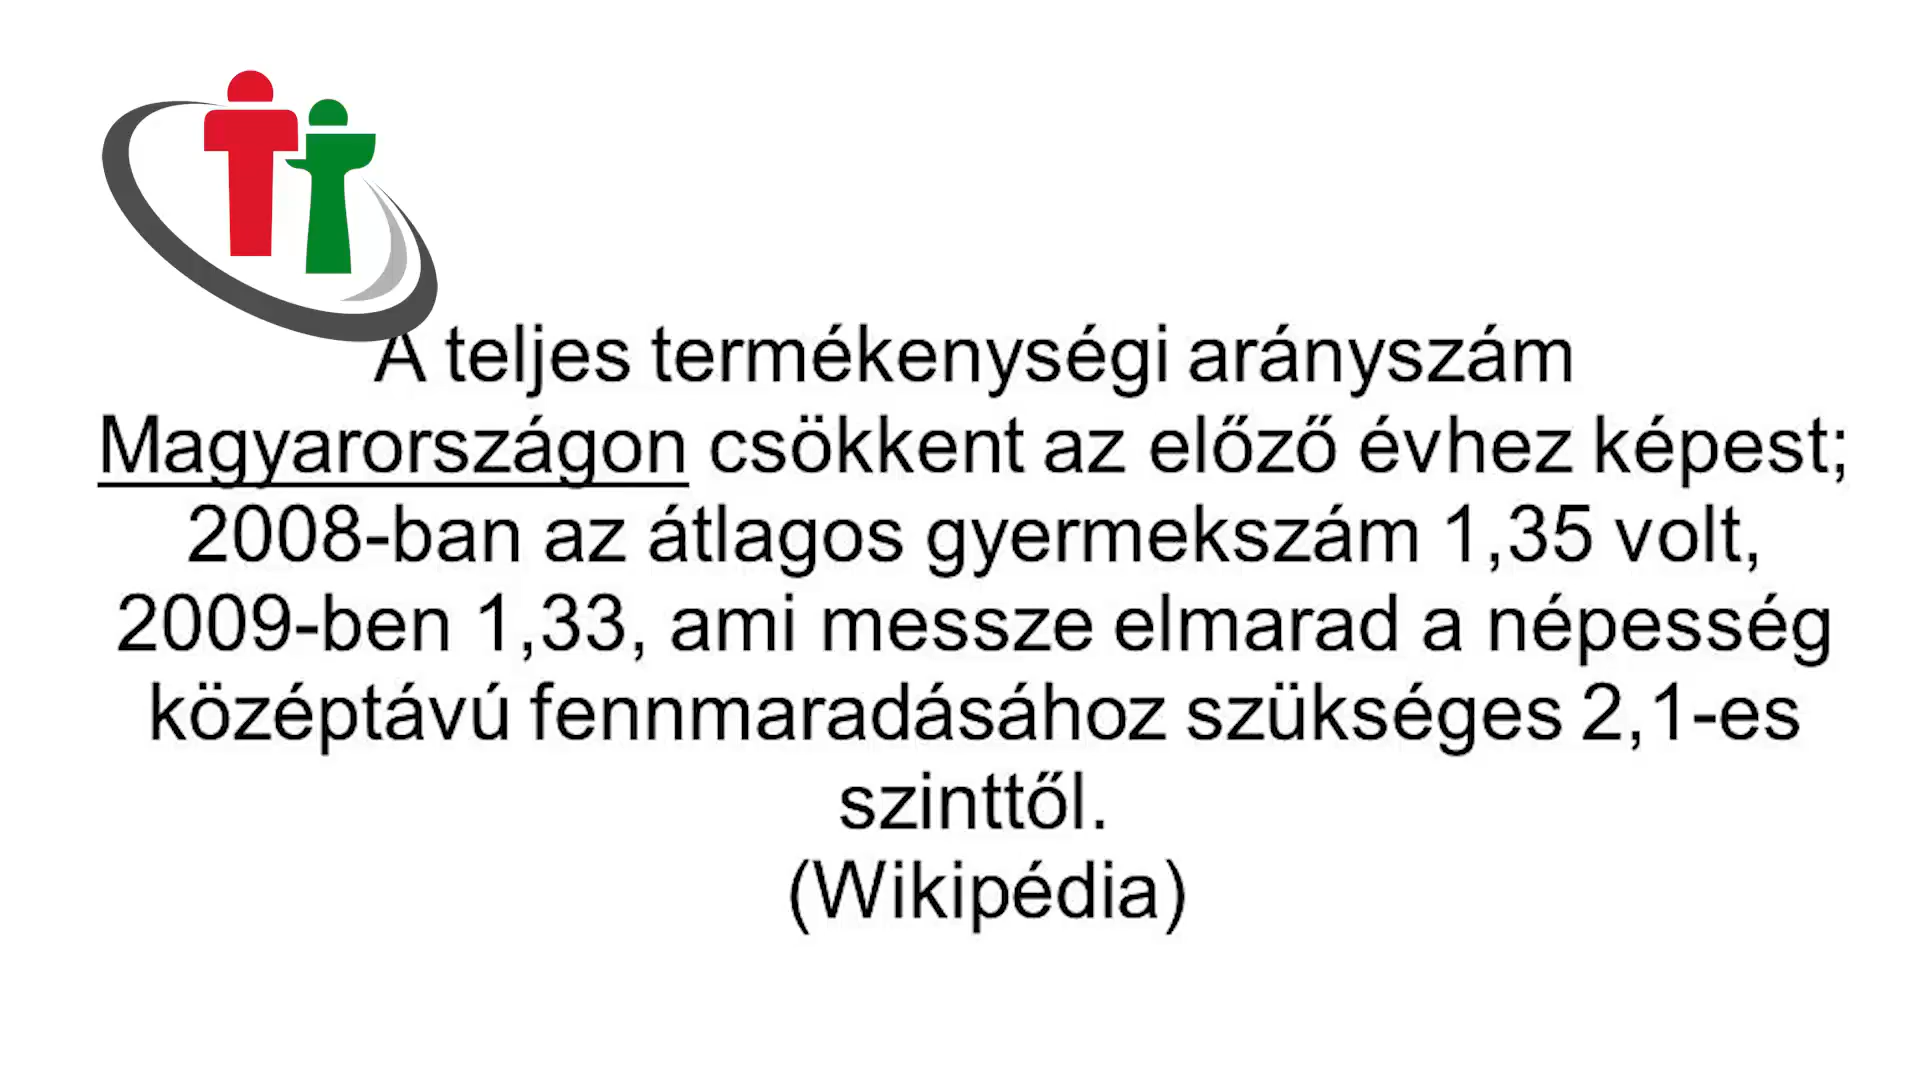 A teljes termékenységi arányszám
Magyarországon csökkent az előző évhez képest;
2008-ban az átlagos gyermekszám 1,35 volt,
2009-ben 1,33, ami messze elmarad a népesség
középtávú fennmaradásához szükséges 2,1-es
szinttől.
(Wikipédia)